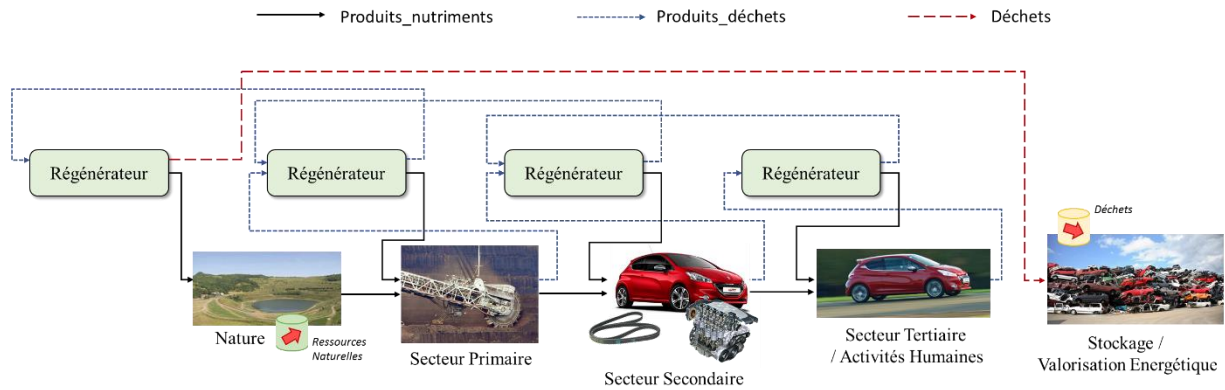 Produits_nutriments
Produits_déchets
Déchets
Régénérateur
Régénérateur
Régénérateur
Régénérateur
Déchets
Nature
Ressources
Naturelles
Secteur Primaire
Secteur Secondaire
Secteur Tertiaire
/ Activités Humaines
Stockage /
Valorisation Energétique